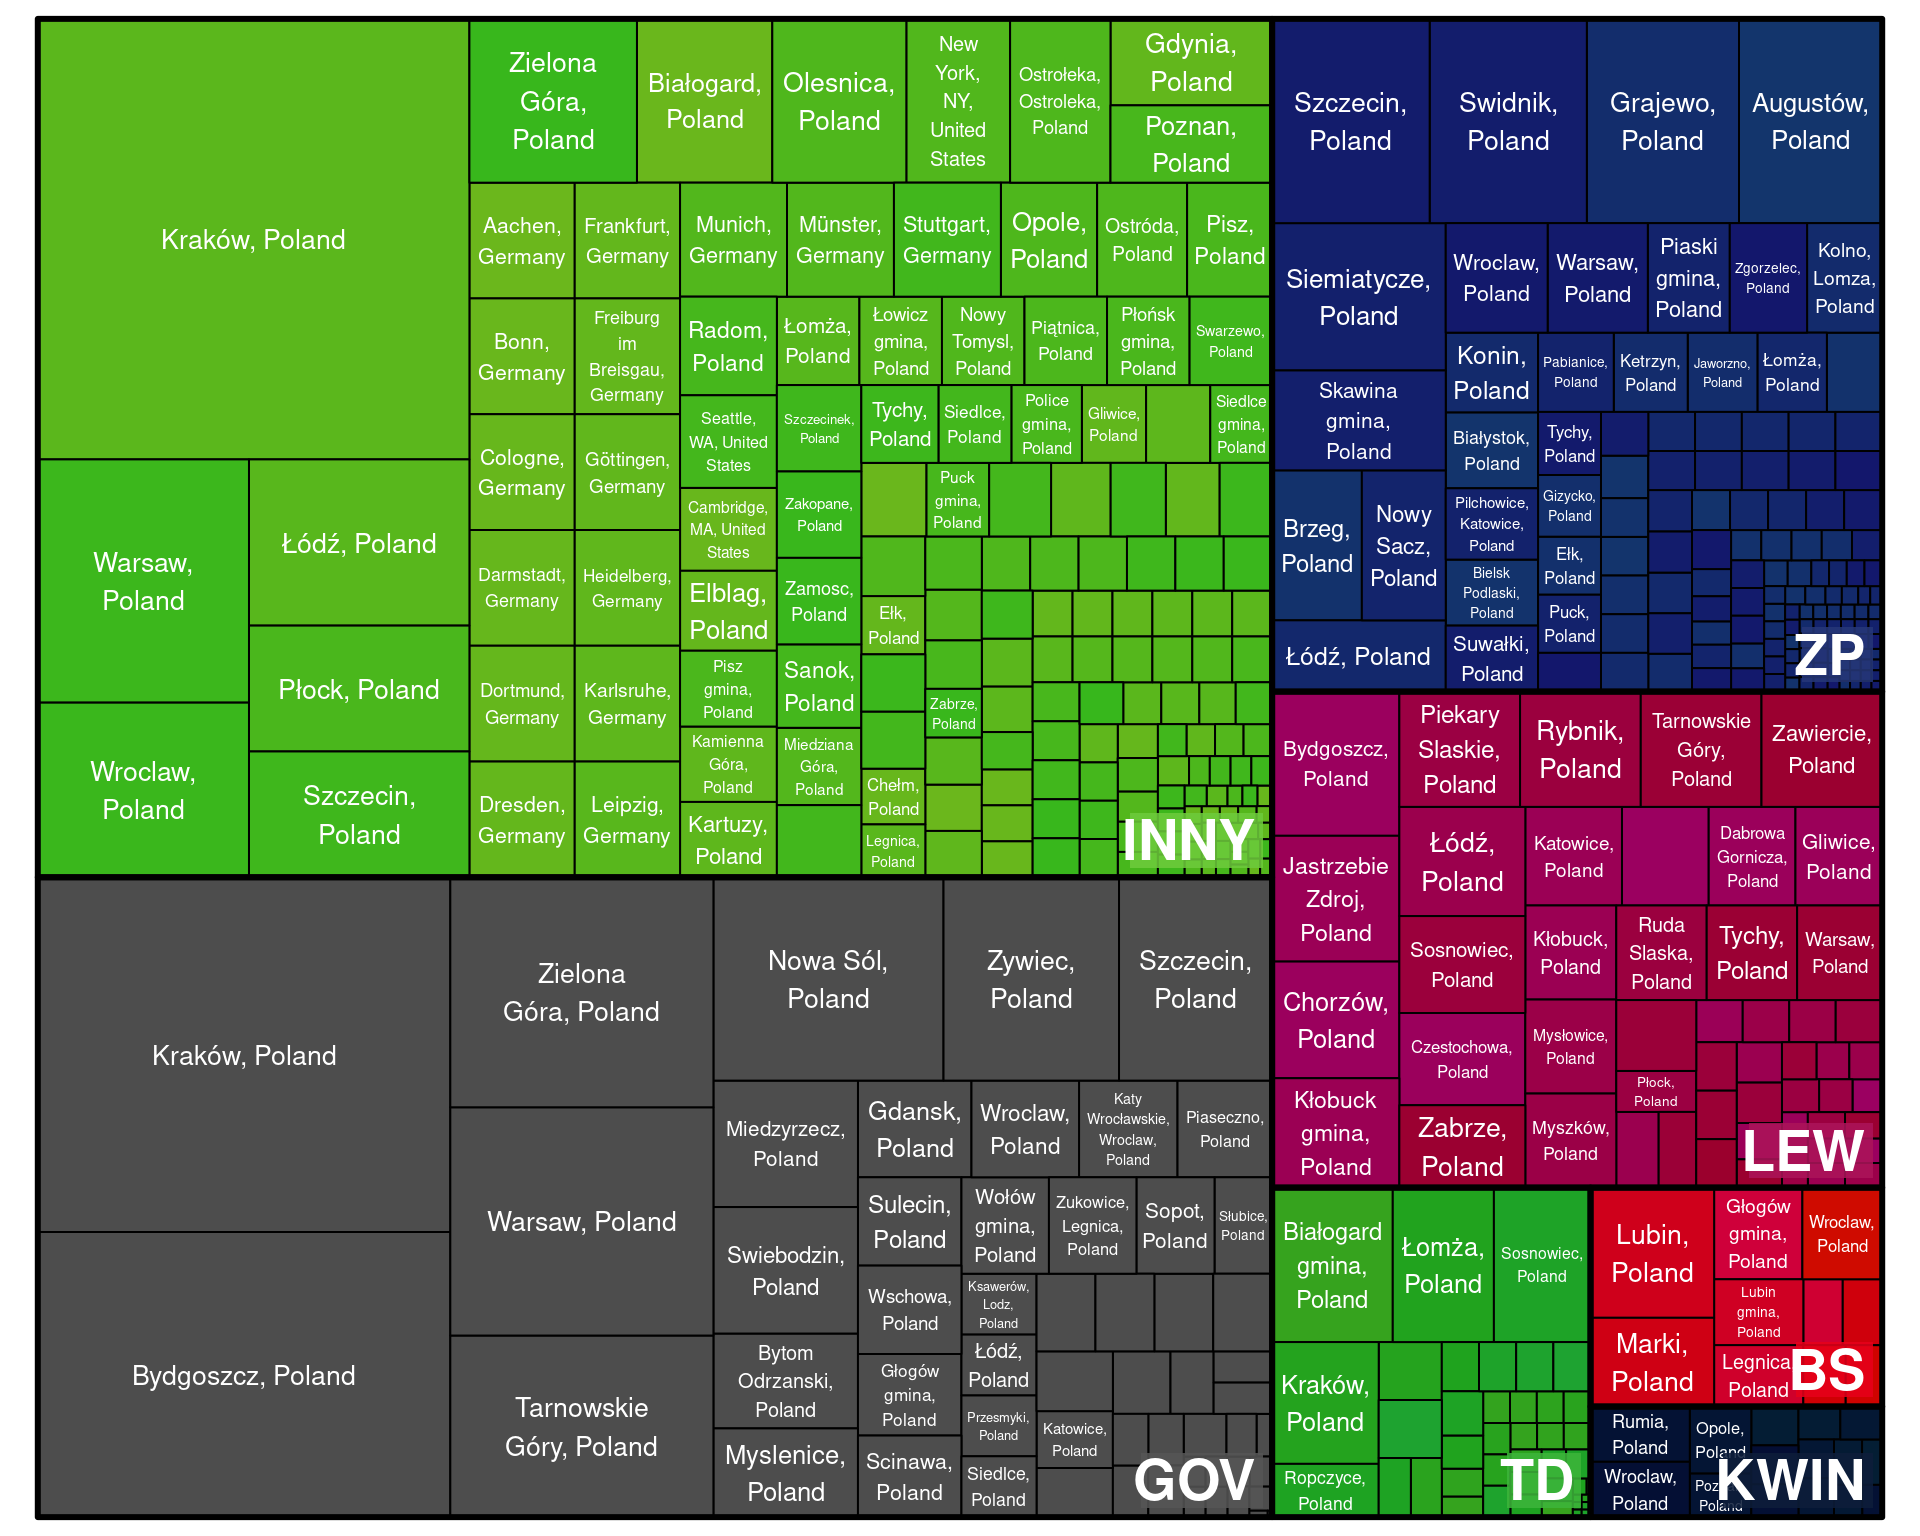 Kraków, Poland
Warsaw,
Poland
Łódź, Poland
Płock, Poland
Wroclaw,
Poland
Szczecin,
Poland
Zielona
Góra,
Poland
Białogard,
Poland
Olesnica,
Poland
New
York,
NY,
United
States
Ostrołeka,
Ostroleka,
Poland
Gdynia,
Poland
Poznan,
Poland
Aachen,
Germany
Frankfurt,
Germany
Munich,
Germany
Münster,
Germany
Stuttgart,
Germany
Opole,
Poland
Ostróda,
Poland
Pisz,
Poland
Bonn,
Germany
Freiburg
im
Breisgau,
Germany
Radom,
Poland
Łomża,
Poland
Łowicz
gmina,
Poland
Nowy
Tomysl,
Poland
Piątnica,
Poland
Płońsk
gmina,
Poland
Swarzewo,
Poland
Cologne,
Germany
Göttingen,
Germany
Seattle,
WA, United
States
Szczecinek,
Poland
Tychy,
Poland
Siedlce,
Poland
Police
gmina,
Poland
Gliwice,
Poland
Siedlce
gmina,
Poland
Cambridge,
MA, United
States
Zakopane,
Poland
Puck
gmina,
Poland
Darmstadt,
Germany
Heidelberg,
Germany
Elblag,
Poland
Zamosc,
Poland
Ełk,
Poland
Dortmund,
Germany
Karlsruhe,
Germany
Pisz
gmina,
Poland
Sanok,
Poland
Zabrze,
Poland
Kamienna
Góra,
Poland
Miedziana
Góra,
Poland
Dresden,
Germany
Leipzig,
Germany
Kartuzy,
Poland
Chełm,
Poland
Legnica,
Poland
INNY
Szczecin,
Poland
Swidnik,
Poland
Grajewo,
Poland
Augustów,
Poland
Siemiatycze,
Poland
Wroclaw,
Poland
Warsaw,
Poland
Piaski
gmina,
Poland
Zgorzelec,
Poland
Kolno,
Lomza,
Poland
Skawina
gmina,
Poland
Konin,
Poland
Pabianice,
Poland
Ketrzyn,
Poland
Jaworzno,
Poland
Łomża,
Poland
Białystok,
Poland
Tychy,
Poland
Brzeg,
Poland
Nowy
Sacz,
Poland
Pilchowice,
Katowice,
Poland
Gizycko,
Poland
Bielsk
Podlaski,
Poland
Ełk,
Poland
Łódź, Poland
Suwałki,
Poland
Puck,
Poland
ZP
Bydgoszcz,
Poland
Piekary
Slaskie,
Poland
Rybnik,
Poland
Tarnowskie
Góry,
Poland
Zawiercie,
Poland
Jastrzebie
Zdroj,
Poland
Łódź,
Poland
Katowice,
Poland
Dabrowa
Gornicza,
Poland
Gliwice,
Poland
Chorzów,
Poland
Sosnowiec,
Poland
Kłobuck,
Poland
Ruda
Slaska,
Poland
Tychy,
Poland
Warsaw,
Poland
Kłobuck
gmina,
Poland
Czestochowa,
Poland
Mysłowice,
Poland
Płock,
Poland
Zabrze,
Poland
Myszków,
Poland
LEW
Kraków, Poland
Bydgoszcz, Poland
Zielona
Góra, Poland
Warsaw, Poland
Tarnowskie
Góry, Poland
Nowa Sól,
Poland
Zywiec,
Poland
Szczecin,
Poland
Miedzyrzecz,
Poland
Gdansk,
Poland
Wroclaw,
Poland
Katy
Wrocławskie,
Wroclaw,
Poland
Piaseczno,
Poland
Swiebodzin,
Poland
Sulecin,
Poland
Wołów
gmina,
Poland
Zukowice,
Legnica,
Poland
Sopot,
Poland
Słubice,
Poland
Wschowa,
Poland
Ksawerów,
Lodz,
Poland
Bytom
Odrzanski,
Poland
Głogów
gmina,
Poland
Łódź,
Poland
Przesmyki,
Poland
Katowice,
Poland
Myslenice,
Poland
Scinawa,
Poland
Siedlce,
Poland
GOV
Białogard
gmina,
Poland
Łomża,
Poland
Sosnowiec,
Poland
Kraków,
Poland
Ropczyce,
Poland
TD
Lubin,
Poland
Głogów
gmina,
Poland
Wroclaw,
Poland
Lubin
gmina,
Poland
Marki,
Poland
Legnica
Poland
BS
Rumia,
Poland
Opole,
Poland
Wroclaw,
Poland
Poland
KWIN